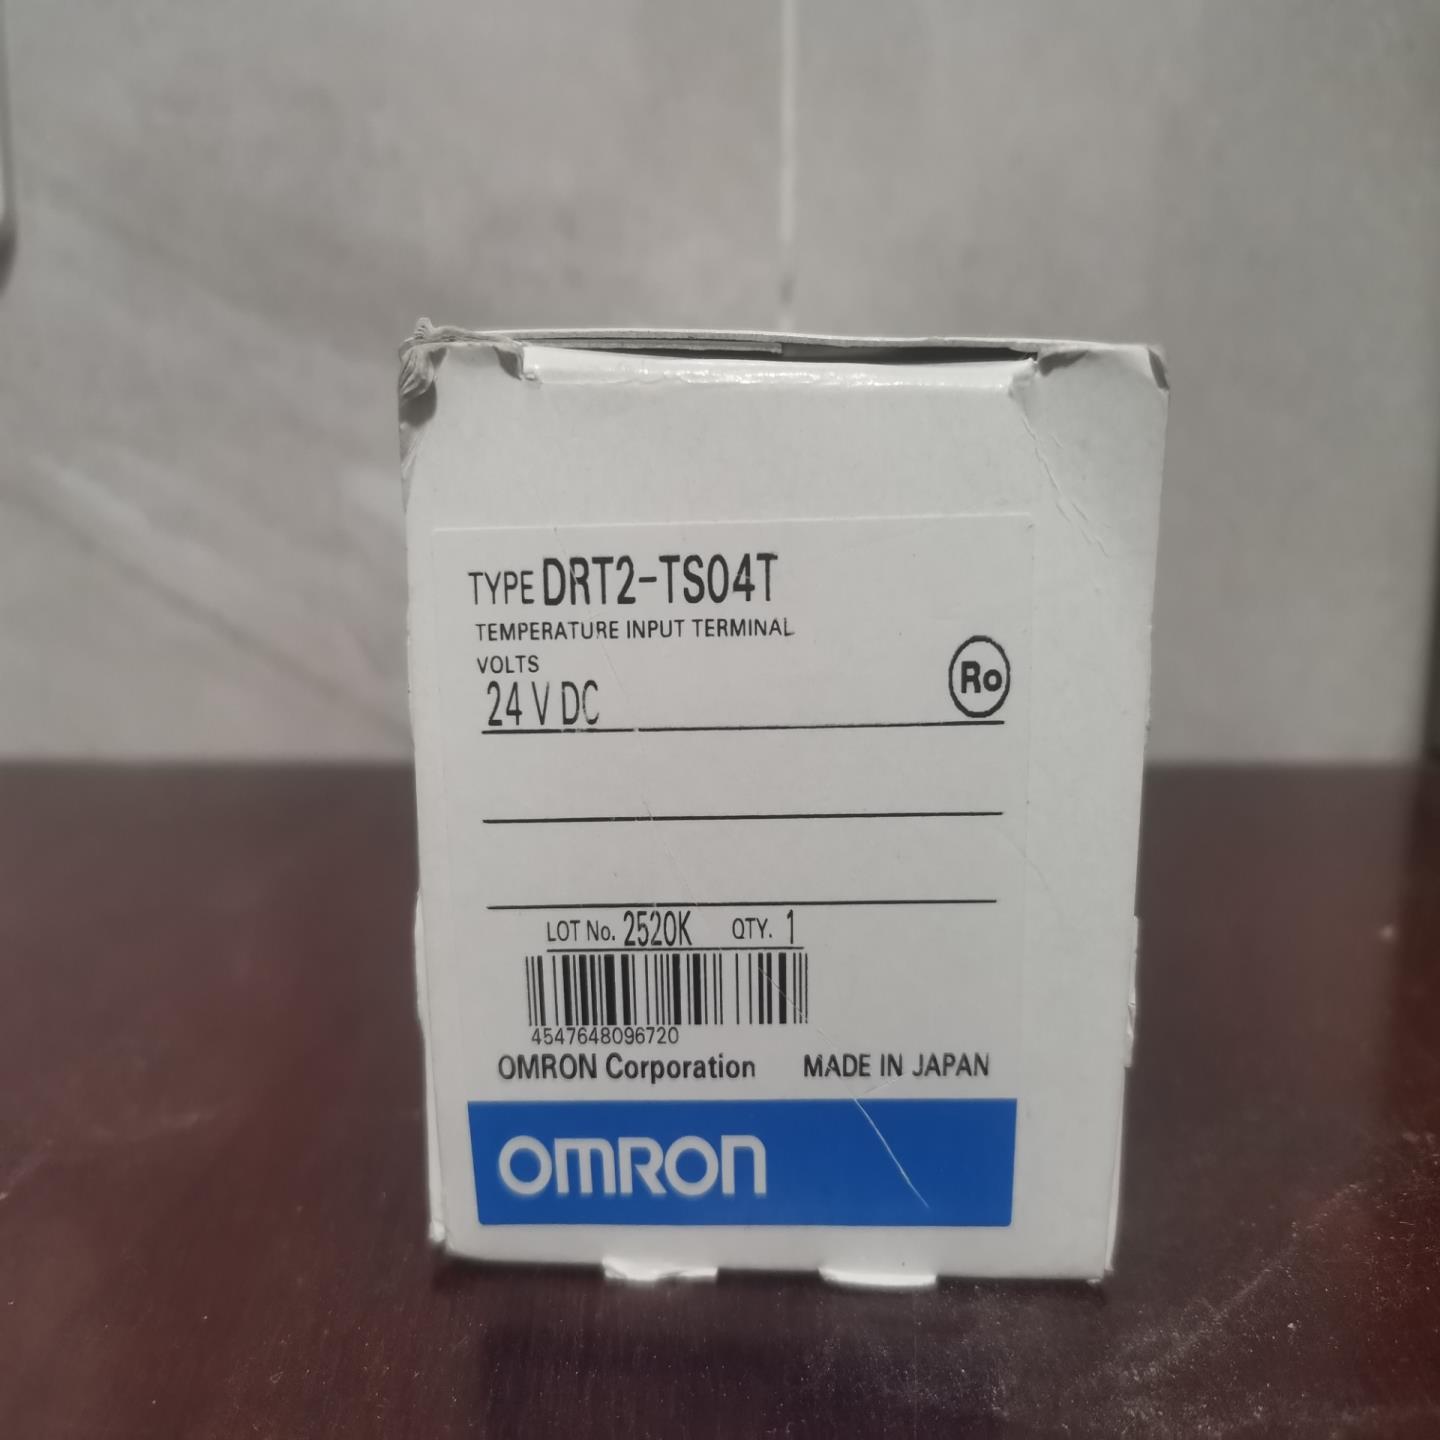 TYPE DRT2-TS04T
TEMPERATURE INPUT TERMINAL
VOLTS
24 V DC
Ro
LOT No. 2520K QTY. 1
4547648096720
OMRON Corporation MADE IN JAPAN
OMRON